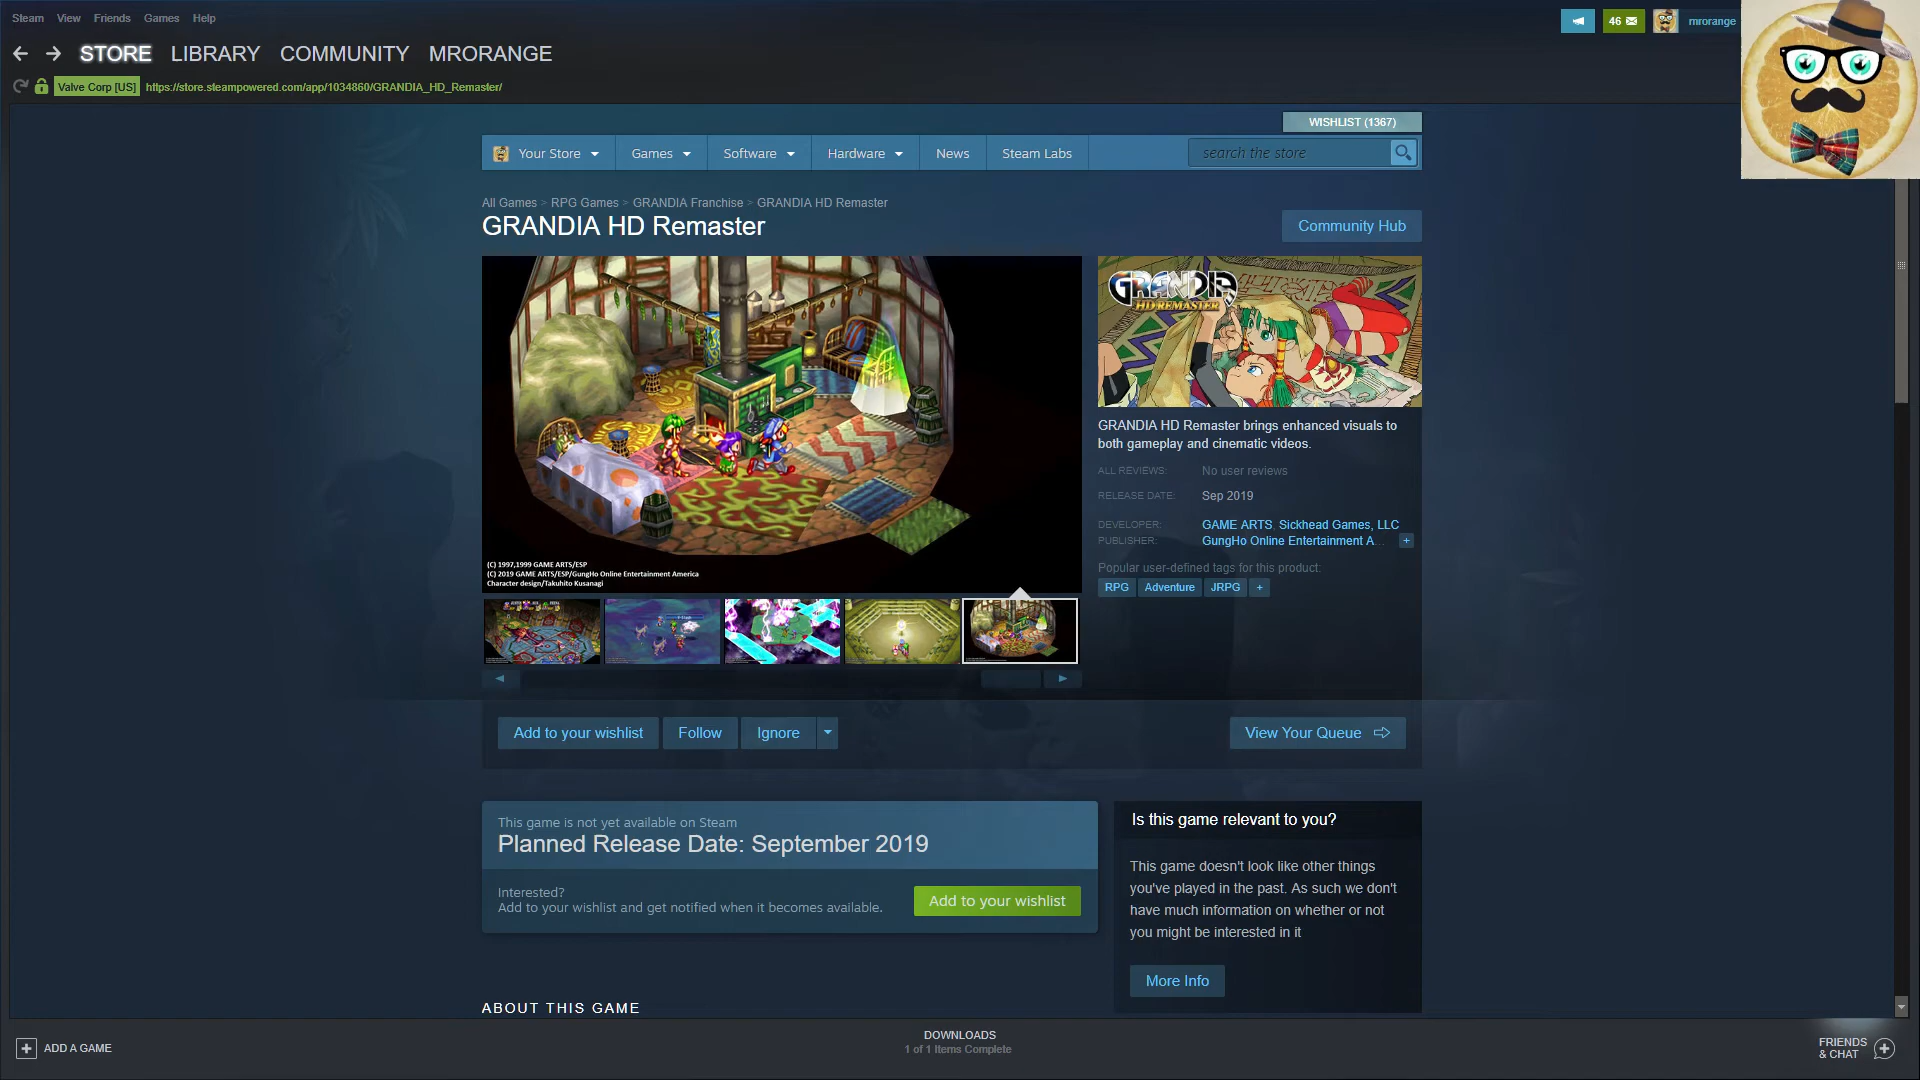 Steam View Friends Games Help
46
mrorange
STORE LIBRARY COMMUNITY MRORANGE
Valve Corp [US] https://store.steampowered.com/app/1034860/GRANDIA_HD_Remaster/
WISHLIST (1367)
Your Store Games Software Hardware News Steam Labs search the store
All Games > RPG Games > GRANDIA Franchise > GRANDIA HD Remaster
GRANDIA HD Remaster
Community Hub
GRANDIA
HD REMASTER
GRANDIA HD Remaster brings enhanced visuals to
both gameplay and cinematic videos.
ALL REVIEWS: No user reviews
RELEASE DATE: Sep 2019
DEVELOPER: GAME ARTS, Sickhead Games, LLC
PUBLISHER: GungHo Online Entertainment A... +
Popular user-defined tags for this product:
RPG Adventure JRPG +
(C) 1997,1999 GAME ARTS/ESP
(C) 2019 GAME ARTS/ESP/GungHo Online Entertainment America
Character design/Takuhito Kusanagi
Add to your wishlist Follow Ignore View Your Queue
This game is not yet available on Steam
Planned Release Date: September 2019
Interested?
Add to your wishlist and get notified when it becomes available.
Add to your wishlist
Is this game relevant to you?
This game doesn't look like other things
you've played in the past. As such we don't
have much information on whether or not
you might be interested in it
More Info
ABOUT THIS GAME
ADD A GAME
DOWNLOADS
1 of 1 Items Complete
FRIENDS
& CHAT